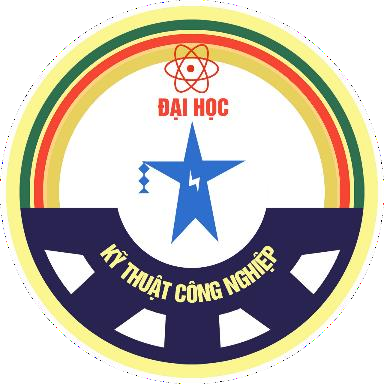 ĐẠI HỌC
KỸ THUẬT CÔNG NGHIỆP